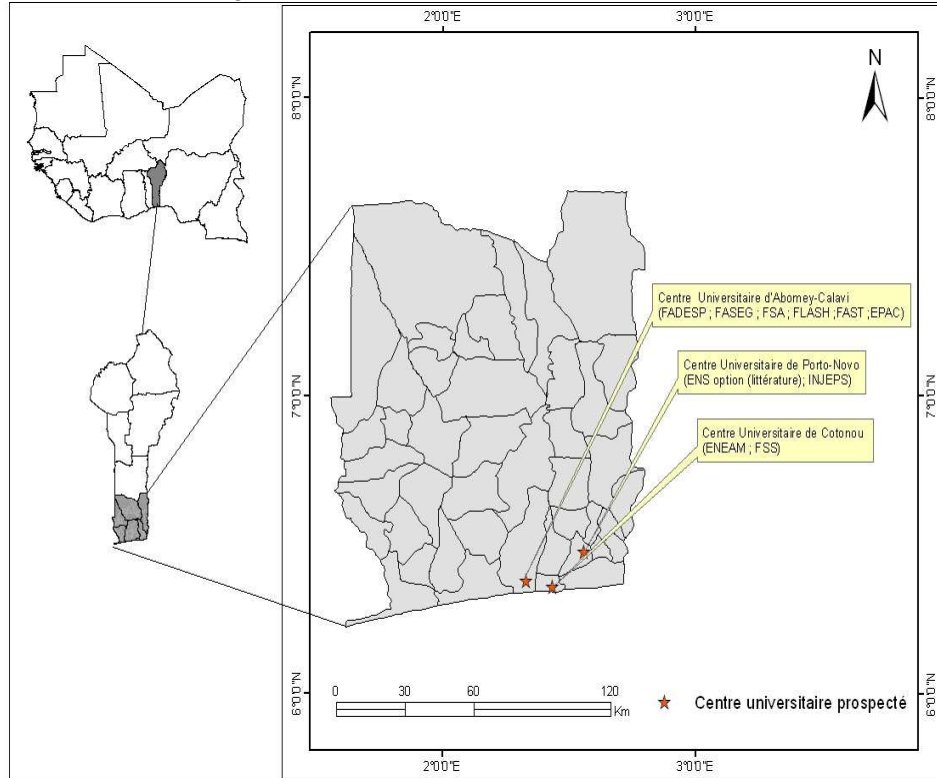 2°0'0"E 3°0'0"E
8°0'0"N 8°0'0"N
N
Centre Universitaire d'Abomey-Calavi
(FADESP ; FASEG ; FSA ; FLASH ;FAST ;EPAC)
Centre Universitaire de Porto-Novo
(ENS option (littérature); INJEPS)
7°0'0"N 7°0'0"N
Centre Universitaire de Cotonou
(ENEAM ; FSS)
6°0'0"N 6°0'0"N
0 30 60 120
Km
Centre universitaire prospecté
2°0'0"E 3°0'0"E